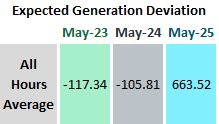 Expected Generation Deviation
May-23 May-24 May-25
All
Hours
Average
-117.34 -105.81 663.52